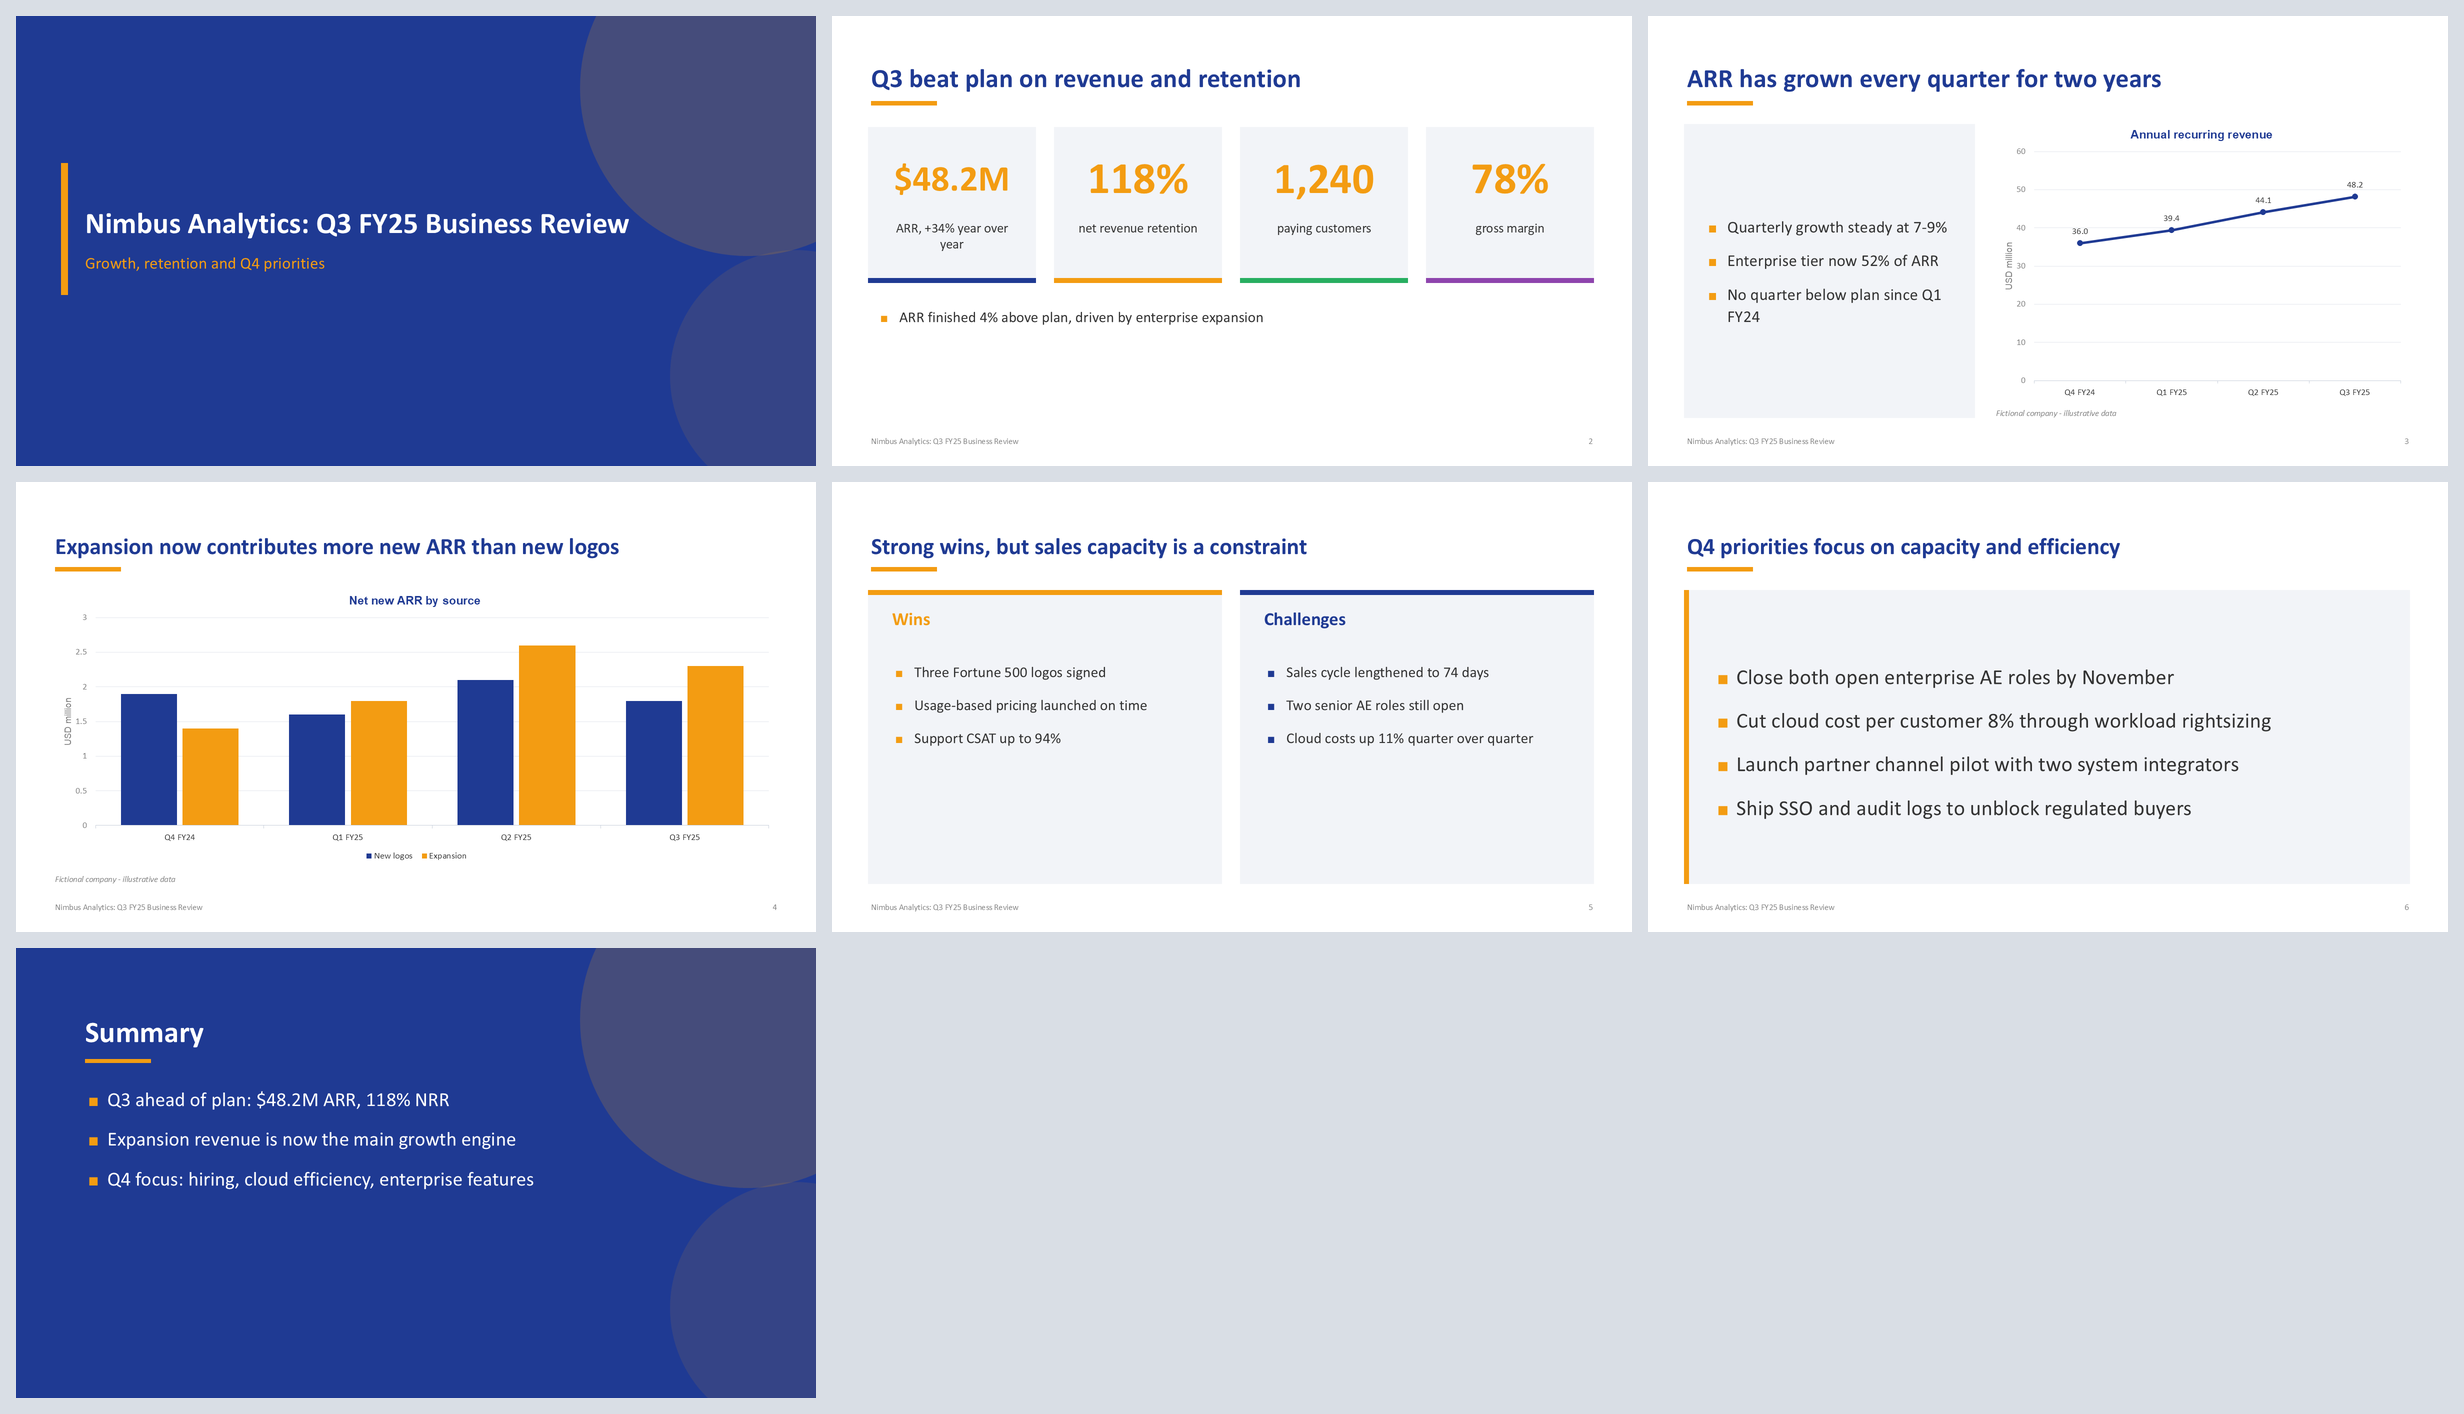 Nimbus Analytics: Q3 FY25 Business Review
Growth, retention and Q4 priorities
Q3 beat plan on revenue and retention
$48.2M
ARR, +34% year over
year
118%
net revenue retention
1,240
paying customers
78%
gross margin
ARR finished 4% above plan, driven by enterprise expansion
Nimbus Analytics: Q3 FY25 Business Review
2
ARR has grown every quarter for two years
Quarterly growth steady at 7-9%
Enterprise tier now 52% of ARR
No quarter below plan since Q1
FY24
Annual recurring revenue
USD million
60
50
40
30
20
10
0
36.0
39.4
44.1
48.2
Q4 FY24
Q1 FY25
Q2 FY25
Q3 FY25
Fictional company - illustrative data
Nimbus Analytics: Q3 FY25 Business Review
3
Expansion now contributes more new ARR than new logos
Net new ARR by source
USD million
3
2.5
2
1.5
1
0.5
0
Q4 FY24
Q1 FY25
Q2 FY25
Q3 FY25
New logos
Expansion
Fictional company - illustrative data
Nimbus Analytics: Q3 FY25 Business Review
4
Strong wins, but sales capacity is a constraint
Wins
Three Fortune 500 logos signed
Usage-based pricing launched on time
Support CSAT up to 94%
Challenges
Sales cycle lengthened to 74 days
Two senior AE roles still open
Cloud costs up 11% quarter over quarter
Nimbus Analytics: Q3 FY25 Business Review
5
Q4 priorities focus on capacity and efficiency
Close both open enterprise AE roles by November
Cut cloud cost per customer 8% through workload rightsizing
Launch partner channel pilot with two system integrators
Ship SSO and audit logs to unblock regulated buyers
Nimbus Analytics: Q3 FY25 Business Review
6
Summary
Q3 ahead of plan: $48.2M ARR, 118% NRR
Expansion revenue is now the main growth engine
Q4 focus: hiring, cloud efficiency, enterprise features